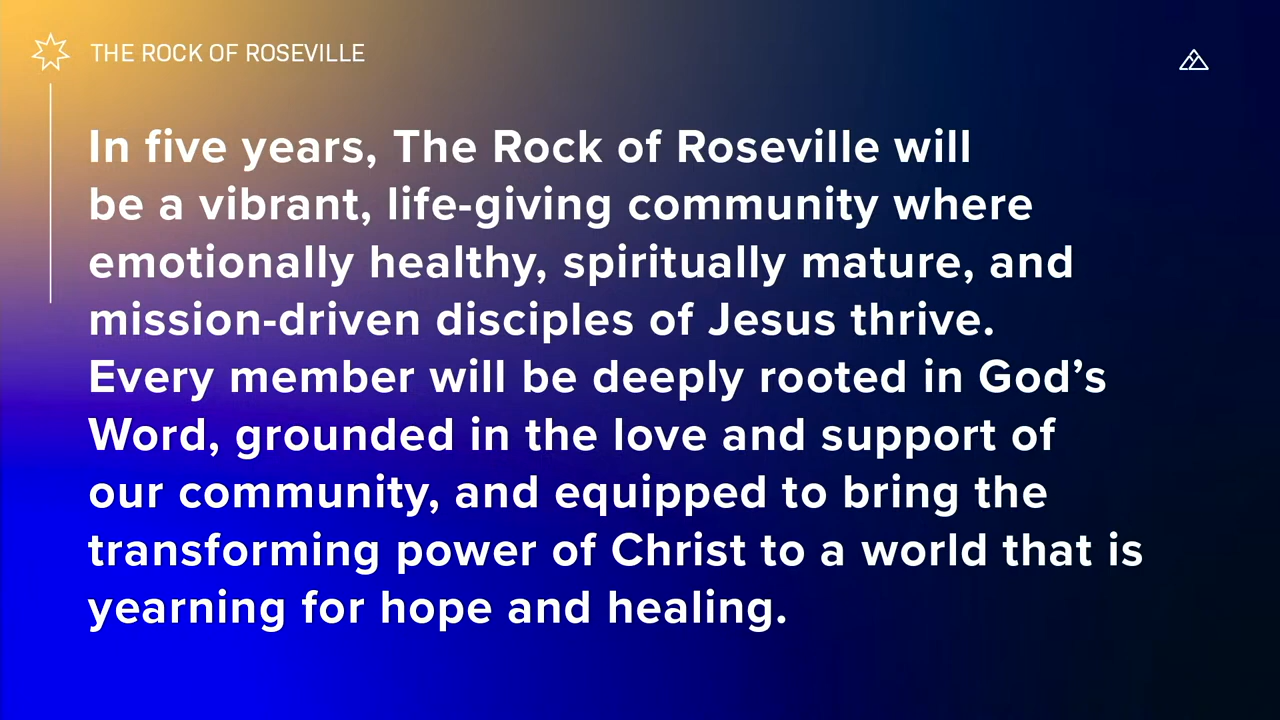 THE ROCK OF ROSEVILLE
In five years, The Rock of Roseville will
be a vibrant, life-giving community where
emotionally healthy, spiritually mature, and
mission-driven disciples of Jesus thrive.
Every member will be deeply rooted in God’s
Word, grounded in the love and support of
our community, and equipped to bring the
transforming power of Christ to a world that is
yearning for hope and healing.